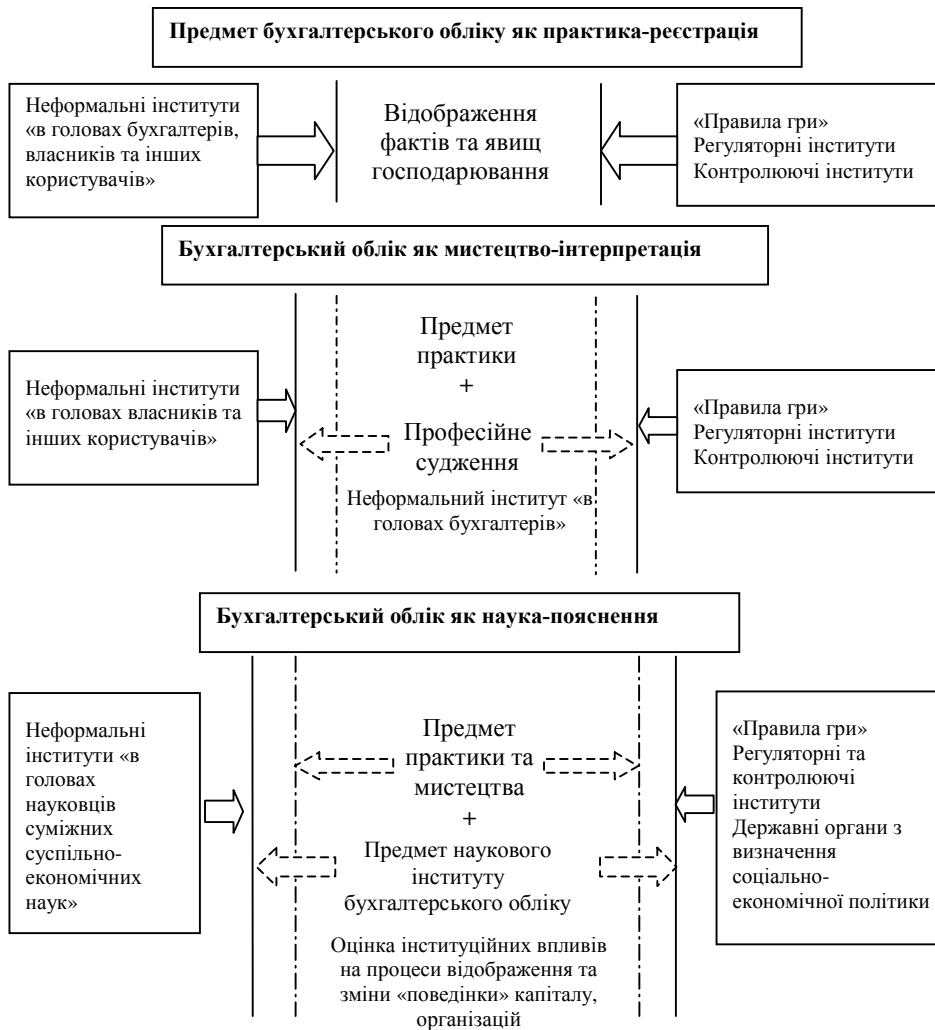 Предмет бухгалтерського обліку як практика-реєстрація
Неформальні інститути
«в головах бухгалтерів,
власників та інших
користувачів»
Відображення
фактів та явищ
господарювання
«Правила гри»
Регуляторні інститути
Контролюючі інститути
Бухгалтерський облік як мистецтво-інтерпретація
Неформальні інститути
«в головах власників та
інших користувачів»
Предмет
практики
+
Професійне
судження
Неформальний інститут «в
головах бухгалтерів»
«Правила гри»
Регуляторні інститути
Контролюючі інститути
Бухгалтерський облік як наука-пояснення
Неформальні
інститути «в
головах
науковців
суміжних
суспільно-
економічних
наук»
Предмет
практики та
мистецтва
+
Предмет наукового
інституту
бухгалтерського обліку
Оцінка інституційних впливів
на процеси відображення та
зміни «поведінки» капіталу,
організацій
«Правила гри»
Регуляторні та
контролюючі
інститути
Державні органи з
визначення
соціально-
економічної політики